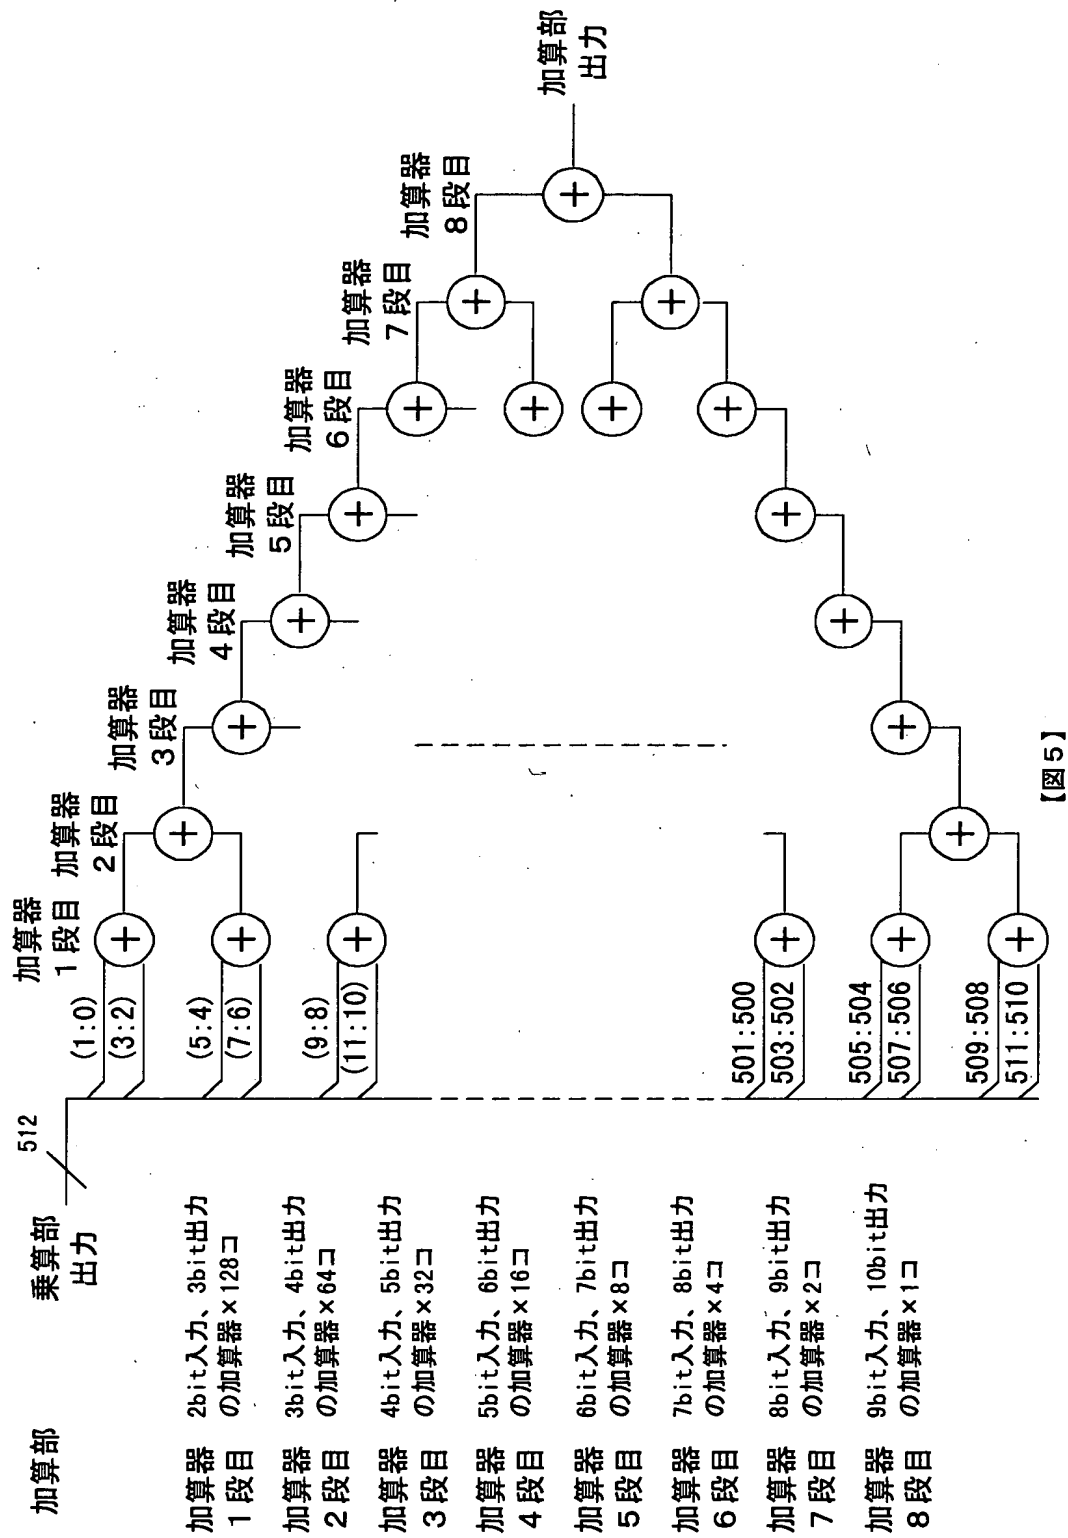 加算部
加算器
1段目
2bit入力、3bit出力
の加算器×128コ
加算器
2段目
3bit入力、4bit出力
の加算器×64コ
加算器
3段目
4bit入力、5bit出力
の加算器×32コ
加算器
4段目
5bit入力、6bit出力
の加算器×16コ
加算器
5段目
6bit入力、7bit出力
の加算器×8コ
加算器
6段目
7bit入力、8bit出力
の加算器×4コ
加算器
7段目
8bit入力、9bit出力
の加算器×2コ
加算器
8段目
9bit入力、10bit出力
の加算器×1コ
乗算部
出力
512
(1:0)
(3:2)
(5:4)
(7:6)
(9:8)
(11:10)
501:500
503:502
505:504
507:506
509:508
511:510
加算器
1段目
加算器
2段目
加算器
3段目
加算器
4段目
加算器
5段目
加算器
6段目
加算器
7段目
加算器
8段目
加算部
出力
【図5】